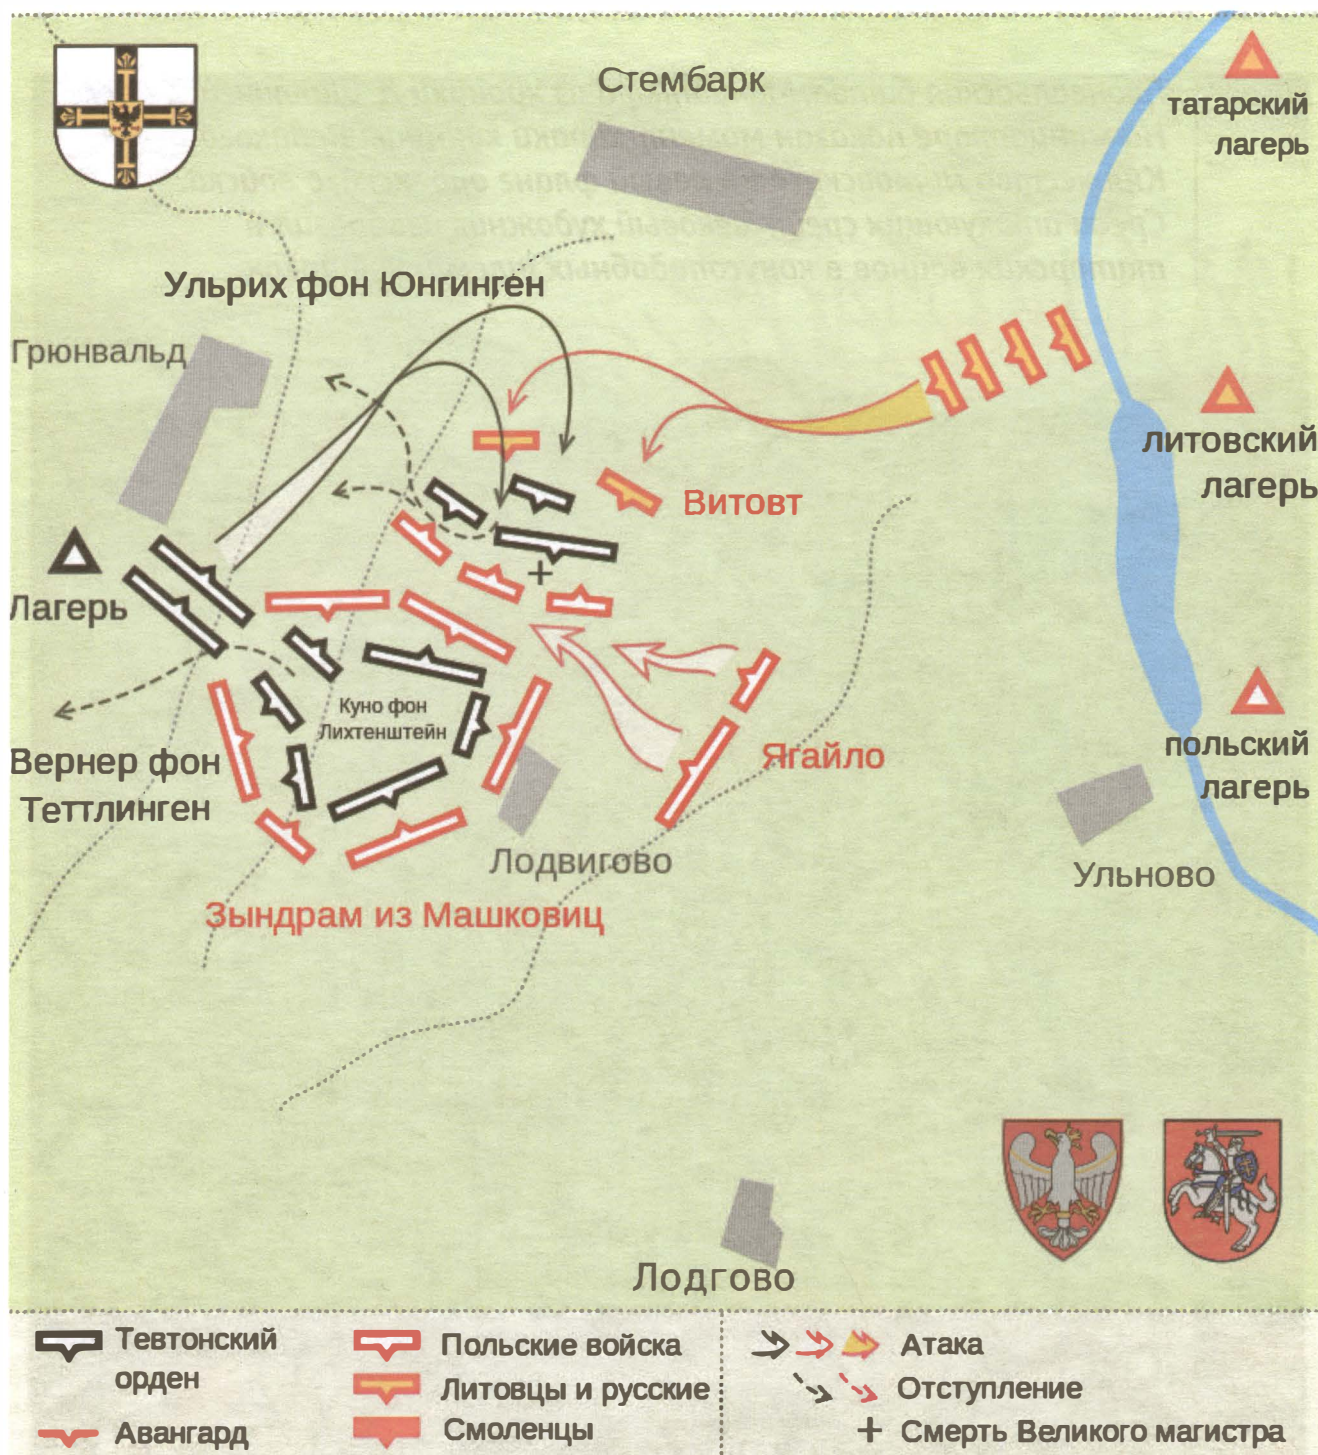 Стембарк
татарский
лагерь
Ульрих фон Юнгинген
Грюнвальд
литовский
лагерь
Витовт
Лагерь
Куно фон
Лихтенштейн
Ягайло
польский
лагерь
Вернер фон
Теттлинген
Лодвигово
Ульново
Зындрам из Машковиц
Лодгово
Тевтонский
орден
Авангард
Польские войска
Литовцы и русские
Смоленцы
Атака
Отступление
Смерть Великого магистра